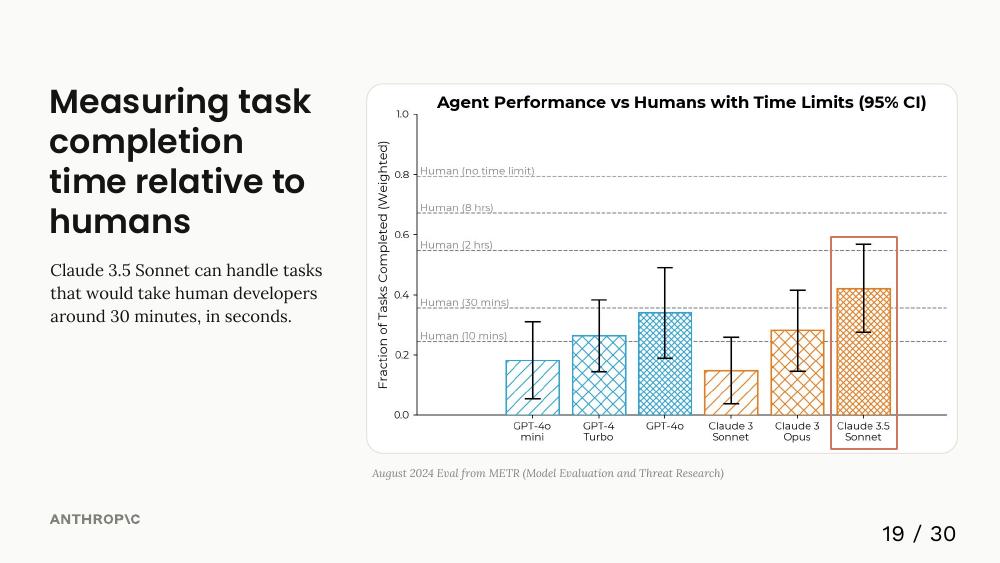 Measuring task
completion
time relative to
humans
Claude 3.5 Sonnet can handle tasks
that would take human developers
around 30 minutes, in seconds.
Agent Performance vs Humans with Time Limits (95% CI)
Fraction of Tasks Completed (Weighted)
1.0
0.8
0.6
0.4
0.2
0.0
Human (no time limit)
Human (8 hrs)
Human (2 hrs)
Human (30 mins)
Human (10 mins)
GPT-4o
mini
GPT-4
Turbo
GPT-4o
Claude 3
Sonnet
Claude 3
Opus
Claude 3.5
Sonnet
August 2024 Eval from METR (Model Evaluation and Threat Research)
ANTHROP\C
19 / 30